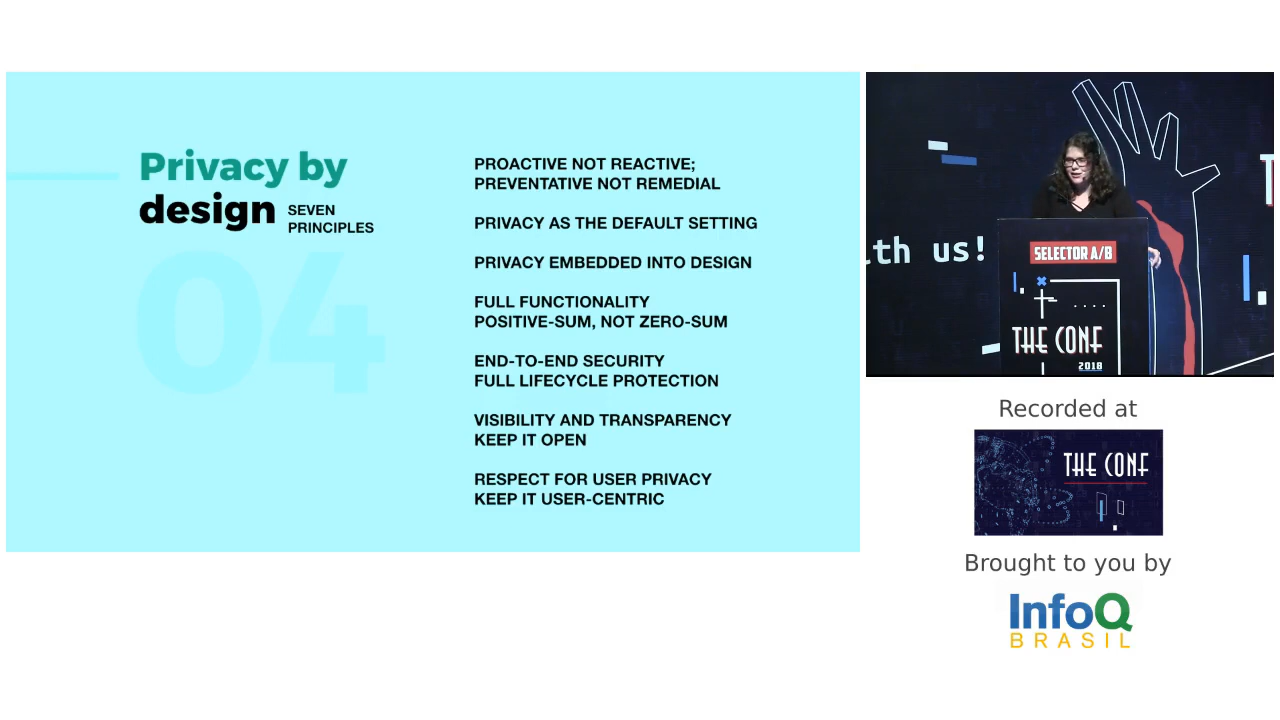 Privacy by
design SEVEN
PRINCIPLES
04
PROACTIVE NOT REACTIVE;
PREVENTATIVE NOT REMEDIAL
PRIVACY AS THE DEFAULT SETTING
PRIVACY EMBEDDED INTO DESIGN
FULL FUNCTIONALITY
POSITIVE-SUM, NOT ZERO-SUM
END-TO-END SECURITY
FULL LIFECYCLE PROTECTION
VISIBILITY AND TRANSPARENCY
KEEP IT OPEN
RESPECT FOR USER PRIVACY
KEEP IT USER-CENTRIC
us!
SELECTOR A/B
THE CONF
2018
Recorded at
THE CONF
Brought to you by
InfoQ
BRASIL